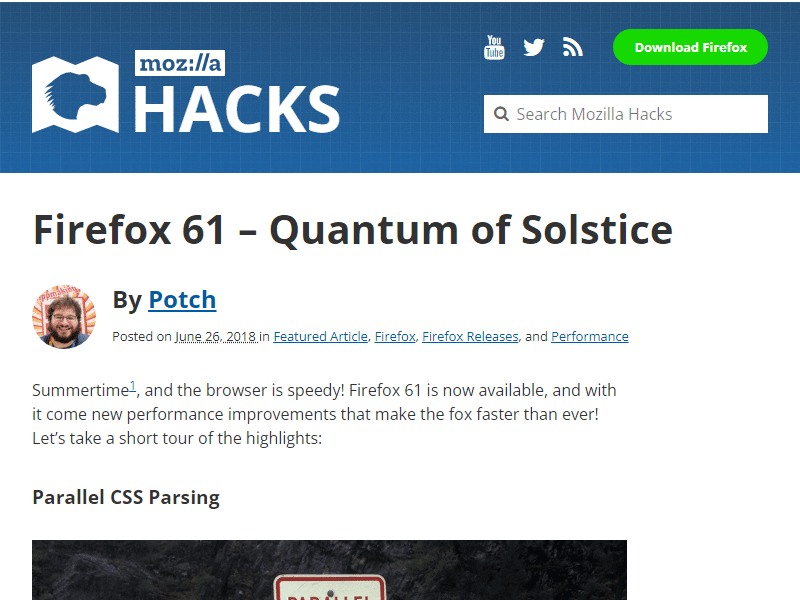 You
Tube
Download Firefox
moz://a
HACKS
Search Mozilla Hacks
Firefox 61 – Quantum of Solstice
By Potch
Posted on June 26, 2018 in Featured Article, Firefox, Firefox Releases, and Performance
Summertime1, and the browser is speedy! Firefox 61 is now available, and with
it come new performance improvements that make the fox faster than ever!
Let’s take a short tour of the highlights:
Parallel CSS Parsing
PARALLEL